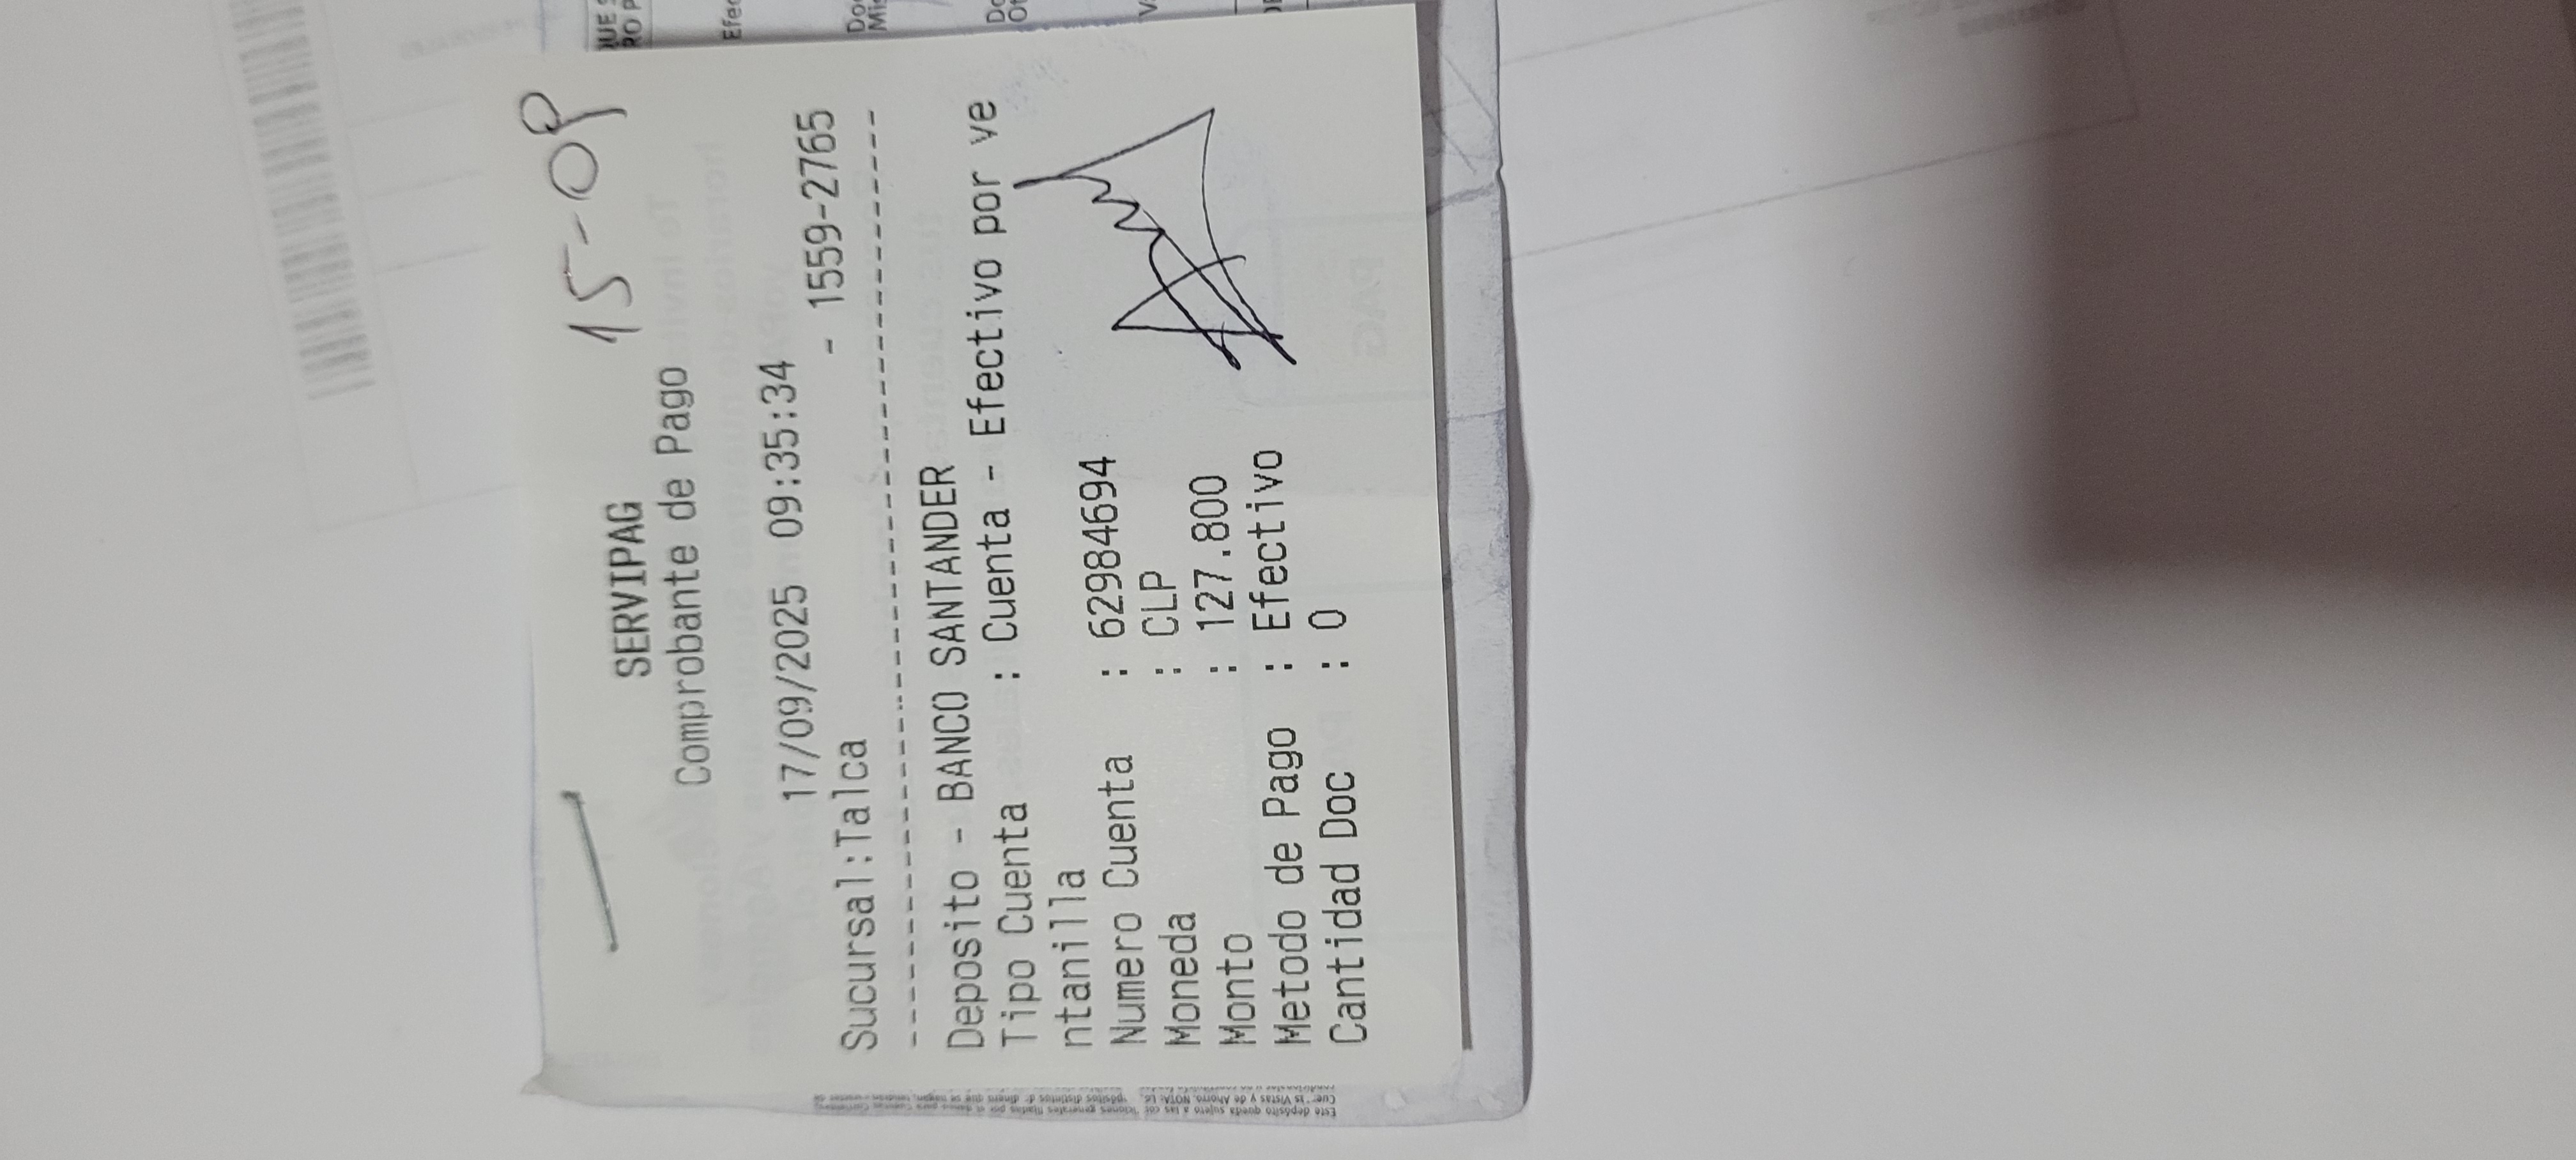 15-09
SERVIPAG
Comprobante de Pago
17/09/2025 09:35:34
Sucursal:Talca - 1559-2765
--------------------------------------
Deposito - BANCO SANTANDER
Tipo Cuenta : Cuenta - Efectivo por ve
ntanilla
Numero Cuenta : 62984694
Moneda : CLP
Monto : 127.800
Metodo de Pago : Efectivo
Cantidad Doc : 0